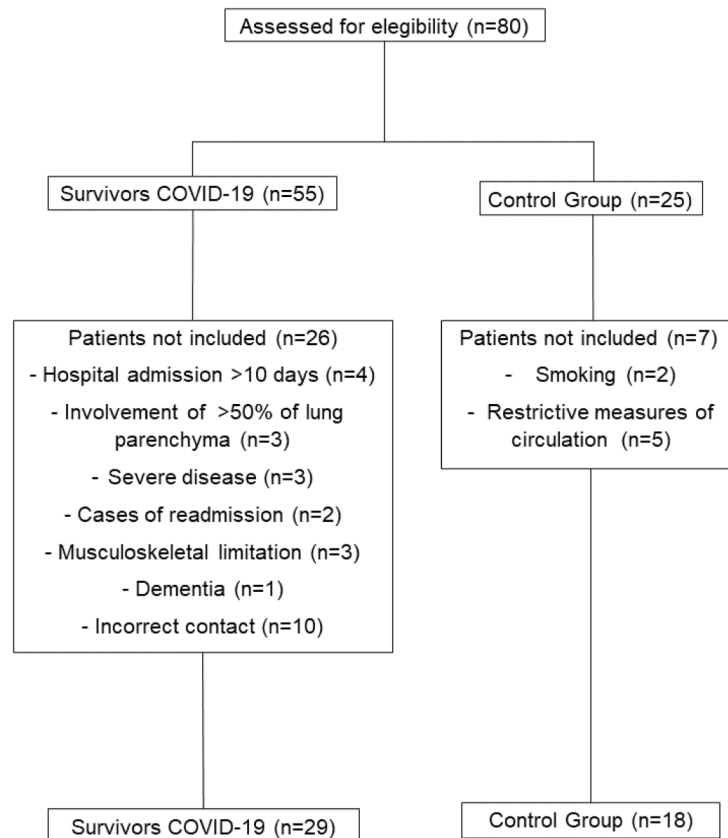 Assessed for elegibility (n=80)
Survivors COVID-19 (n=55)
Control Group (n=25)
Patients not included (n=26)
- Hospital admission >10 days (n=4)
- Involvement of >50% of lung
parenchyma (n=3)
- Severe disease (n=3)
- Cases of readmission (n=2)
- Musculoskeletal limitation (n=3)
- Dementia (n=1)
- Incorrect contact (n=10)
Patients not included (n=7)
- Smoking (n=2)
- Restrictive measures of
circulation (n=5)
Survivors COVID-19 (n=29)
Control Group (n=18)